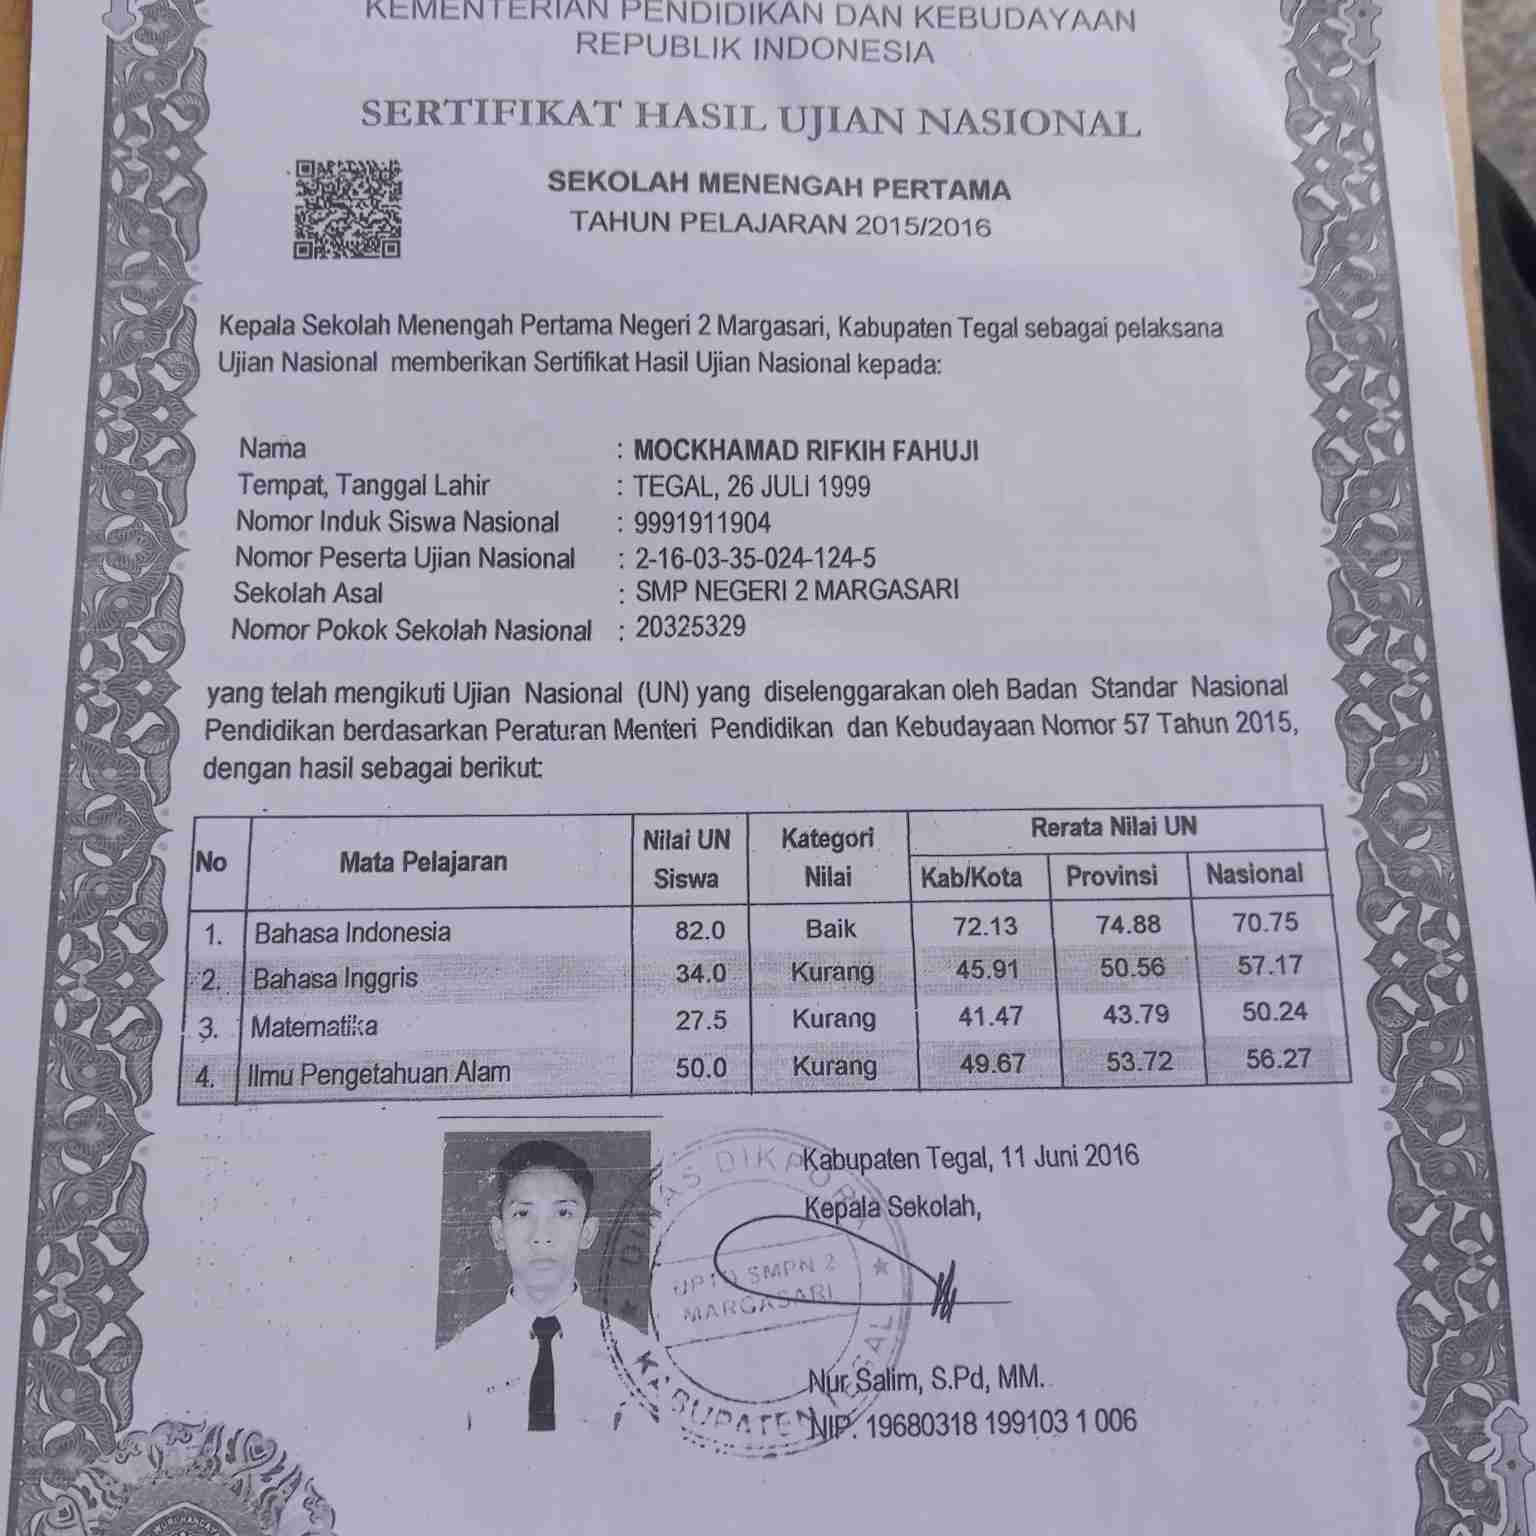 KEMENTERIAN PENDIDIKAN DAN KEBUDAYAAN
REPUBLIK INDONESIA
SERTIFIKAT HASIL UJIAN NASIONAL
SEKOLAH MENENGAH PERTAMA
TAHUN PELAJARAN 2015/2016
Kepala Sekolah Menengah Pertama Negeri 2 Margasari, Kabupaten Tegal sebagai pelaksana
Ujian Nasional memberikan Sertifikat Hasil Ujian Nasional kepada:
Nama : MOCKHAMAD RIFKIH FAHUJI
Tempat, Tanggal Lahir : TEGAL, 26 JULI 1999
Nomor Induk Siswa Nasional : 9991911904
Nomor Peserta Ujian Nasional : 2-16-03-35-024-124-5
Sekolah Asal : SMP NEGERI 2 MARGASARI
Nomor Pokok Sekolah Nasional : 20325329
yang telah mengikuti Ujian Nasional (UN) yang diselenggarakan oleh Badan Standar Nasional
Pendidikan berdasarkan Peraturan Menteri Pendidikan dan Kebudayaan Nomor 57 Tahun 2015,
dengan hasil sebagai berikut:
No Mata Pelajaran Nilai UN Siswa Kategori Nilai Rerata Nilai UN
Kab/Kota Provinsi Nasional
1. Bahasa Indonesia 82.0 Baik 72.13 74.88 70.75
2. Bahasa Inggris 34.0 Kurang 45.91 50.56 57.17
3. Matematika 27.5 Kurang 41.47 43.79 50.24
4. Ilmu Pengetahuan Alam 50.0 Kurang 49.67 53.72 56.27
Kabupaten Tegal, 11 Juni 2016
Kepala Sekolah,
DINAS DIKPORA
UPTD SMPN 2
MARGASARI
KABUPATEN TEGAL
Nur Salim, S.Pd, MM.
NIP. 19680318 199103 1 006